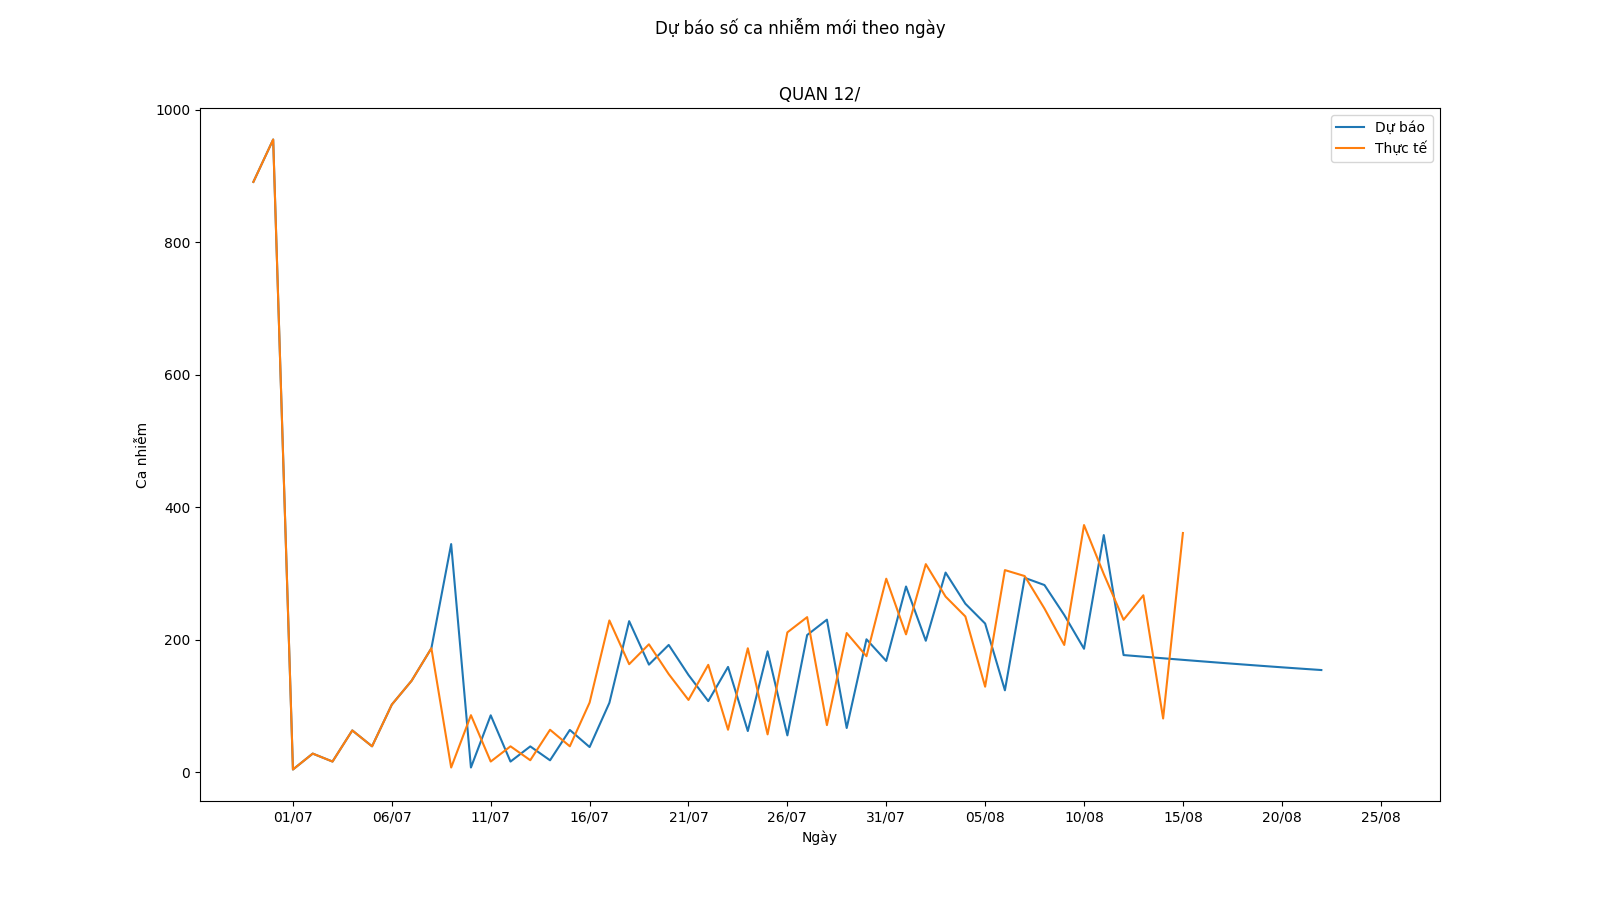 Dự báo số ca nhiễm mới theo ngày
QUAN 12/
1000
800
600
400
200
0
Ca nhiễm
Dự báo
Thực tế
01/07 06/07 11/07 16/07 21/07 26/07 31/07 05/08 10/08 15/08 20/08 25/08
Ngày